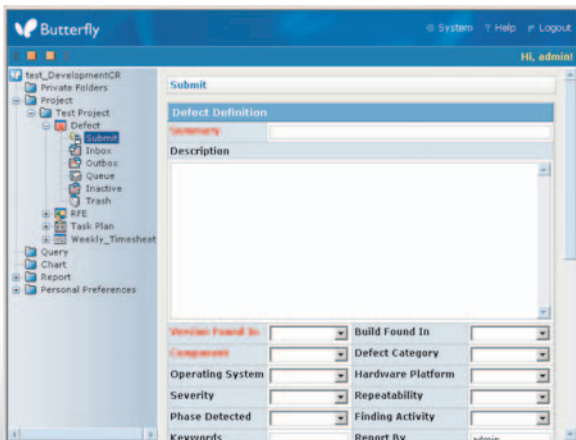 Butterfly
System ? Help Logout
Hi, admin!
test_DevelopmentCR
Private Folders
Project
Test Project
Defect
Submit
Inbox
Outbox
Queue
Inactive
Trash
RFE
Task Plan
Weekly_Timesheet
Query
Chart
Report
Personal Preferences
Submit
Defect Definition
Summary
Description
Version Found In Build Found In
Component Defect Category
Operating System Hardware Platform
Severity Repeatability
Phase Detected Finding Activity
Keywords Report By admin